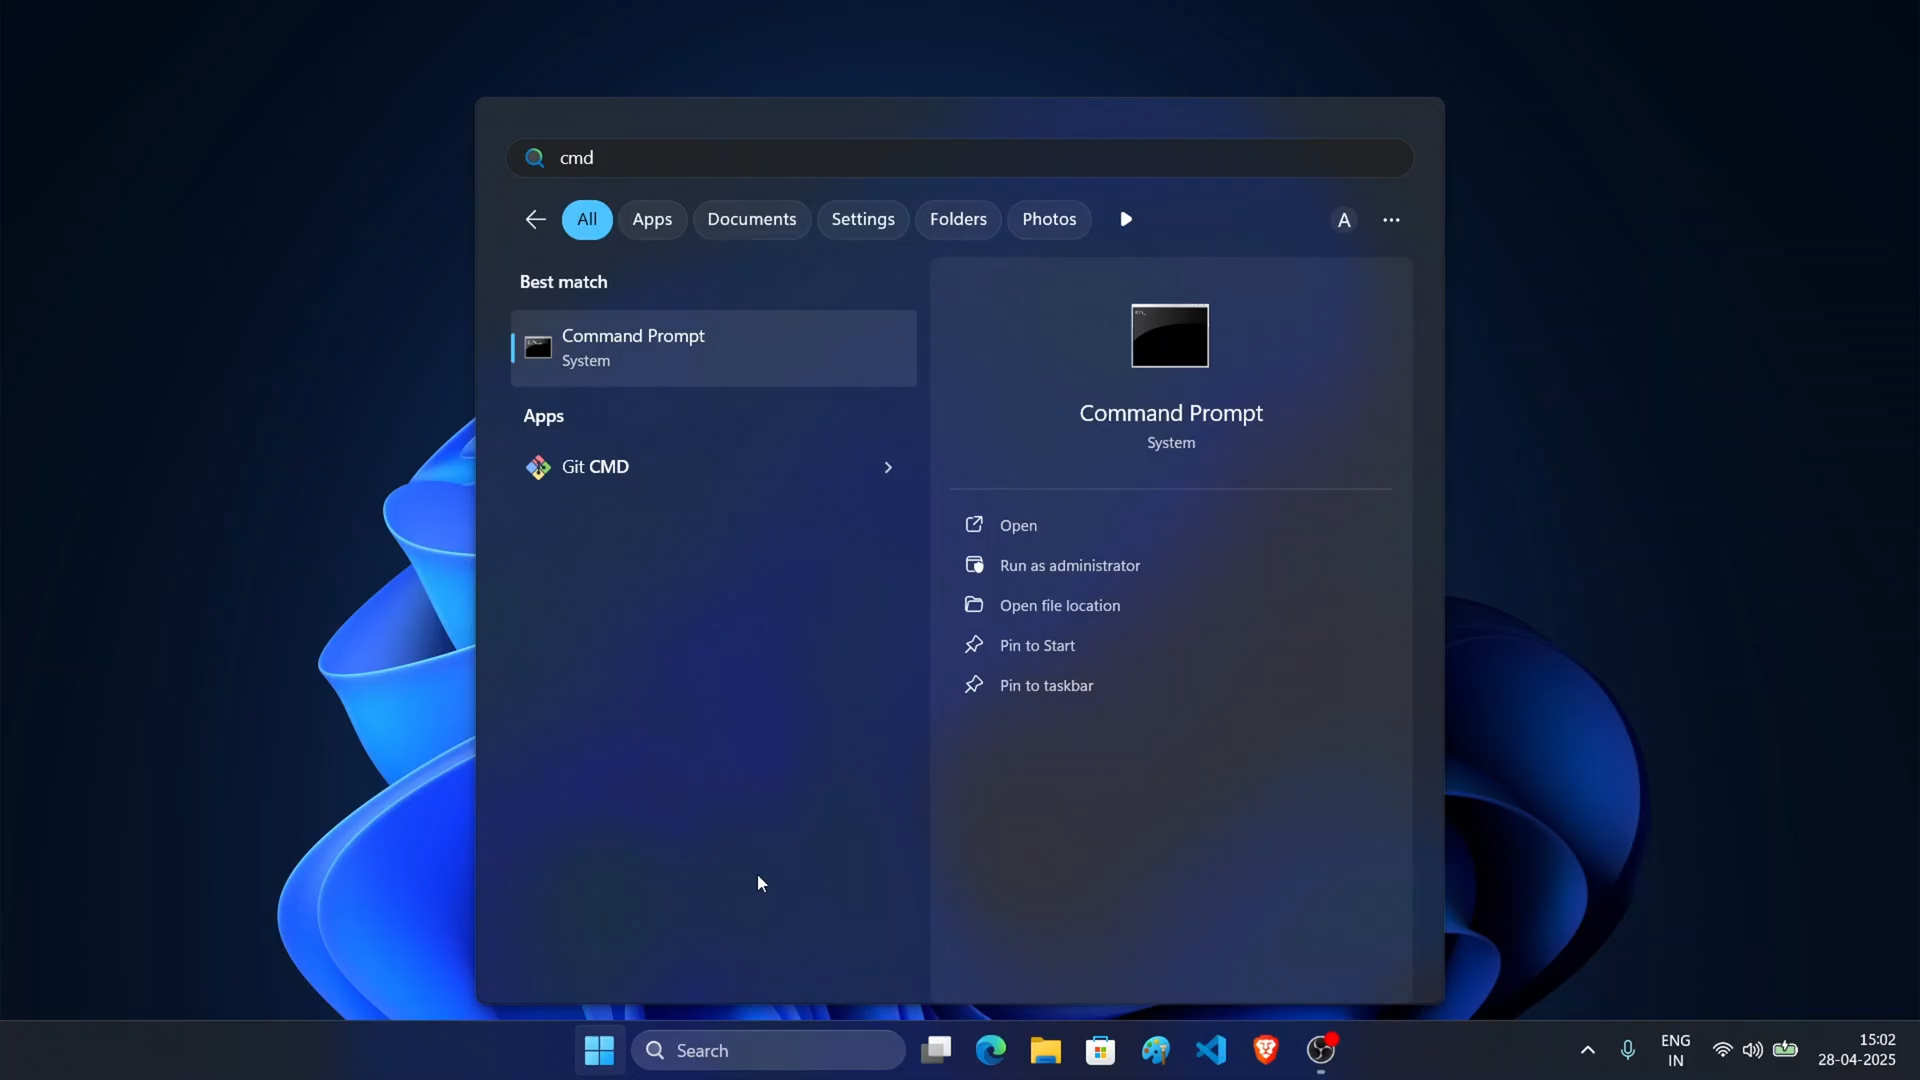 cmd
All
Apps
Documents
Settings
Folders
Photos
A
Best match
Command Prompt
System
Apps
Git CMD
Command Prompt
System
Open
Run as administrator
Open file location
Pin to Start
Pin to taskbar
Search
ENG
IN
15:02
28-04-2025